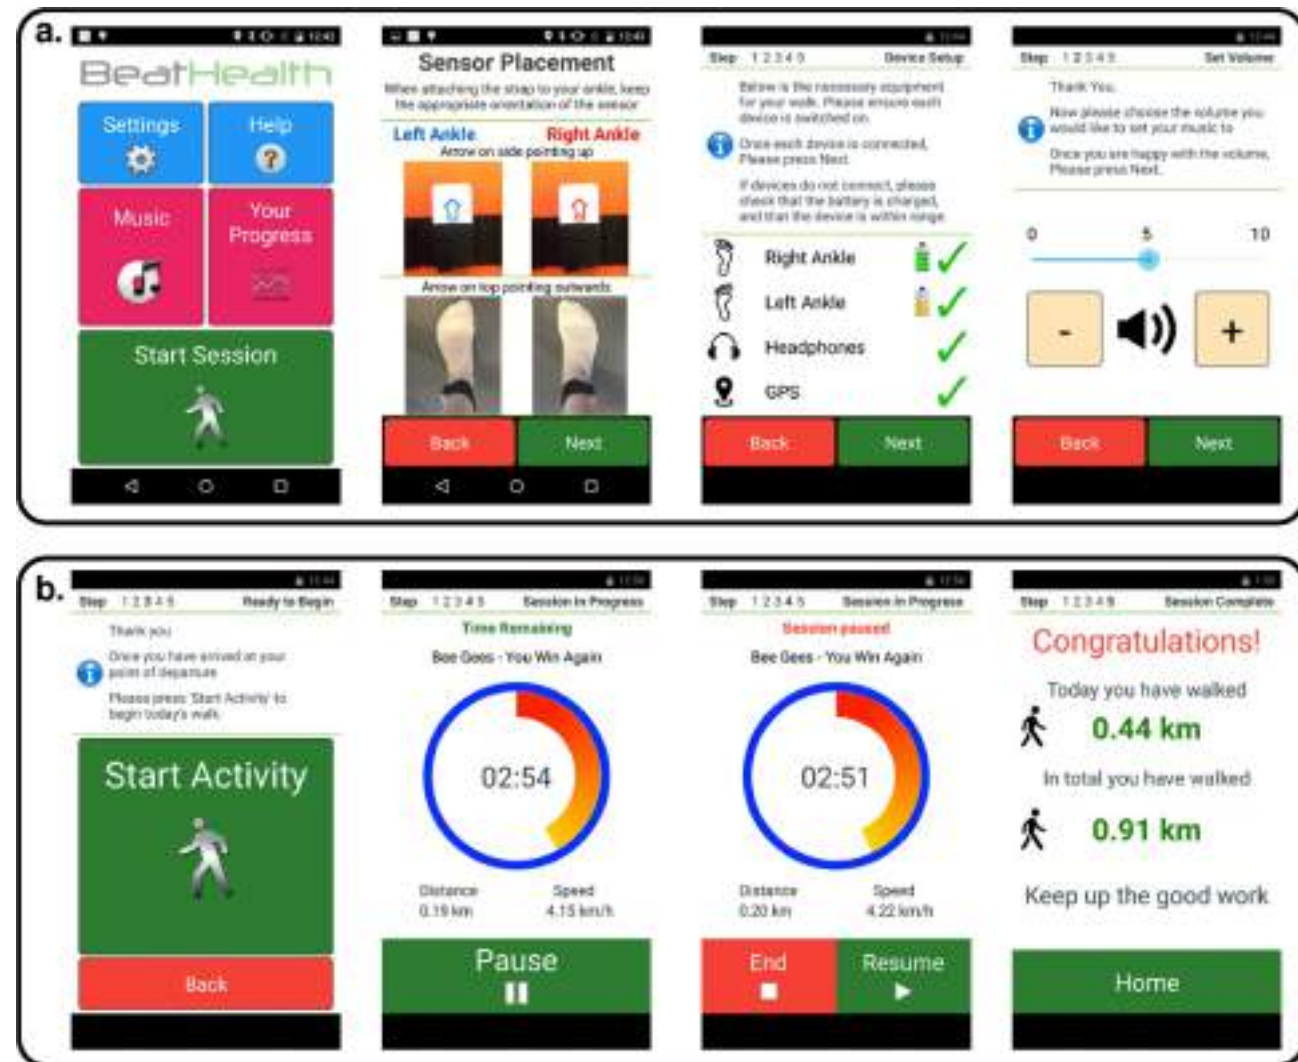 a.
BeatHealth
Settings
Help
Music
Your
Progress
Start Session
Sensor Placement
When attaching the strap to your ankle, keep
the appropriate orientation of the sensor
Left Ankle
Right Ankle
Arrow on side pointing up
Arrow on top pointing outwards
Back
Next
Step 1 2 3 4 5 Device Setup
Below is the necessary equipment
for your walk. Please ensure each
device is switched on.
Once each device is connected,
Please press Next.
If devices do not connect, please
check that the battery is charged,
and that the device is within range
Right Ankle
Left Ankle
Headphones
GPS
Back
Next
Step 1 2 3 4 5 Set Volume
Thank You.
Now please choose the volume you
would like to set your music to
Once you are happy with the volume,
Please press Next.
0 5 10
- +
Back
Next
b.
Step 1 2 3 4 5 Ready to Begin
Thank you
Once you have arrived at your
point of departure
Please press 'Start Activity' to
begin today's walk.
Start Activity
Back
Step 1 2 3 4 5 Session in Progress
Time Remaining
Bee Gees - You Win Again
02:54
Distance Speed
0.19 km 4.15 km/h
Pause
Step 1 2 3 4 5 Session in Progress
Session paused
Bee Gees - You Win Again
02:51
Distance Speed
0.20 km 4.22 km/h
End
Resume
Step 1 2 3 4 5 Session Complete
Congratulations!
Today you have walked
0.44 km
In total you have walked
0.91 km
Keep up the good work
Home